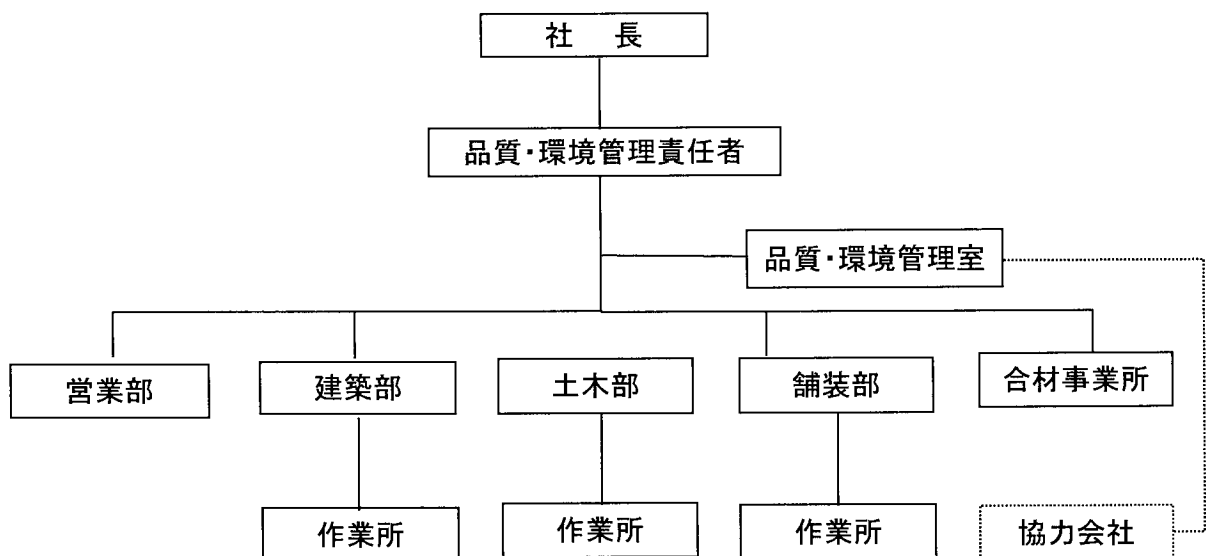 社　長
品質・環境管理責任者
品質・環境管理室
営業部
建築部
土木部
舗装部
合材事業所
作業所
作業所
作業所
協力会社